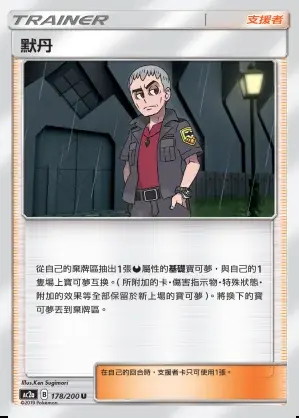 TRAINER 支援者
默丹
從自己的棄牌區抽出1張屬性的基礎寶可夢,與自己的1
隻場上寶可夢互換。(所附加的卡・傷害指示物・特殊狀態・
附加的效果等全部保留於新上場的寶可夢)。將換下的寶
可夢丟到棄牌區。
Illus.Ken Sugimori
在自己的回合時,支援者卡只可使用1張。
AC2a B 178/200 U
©2019 Pokémon